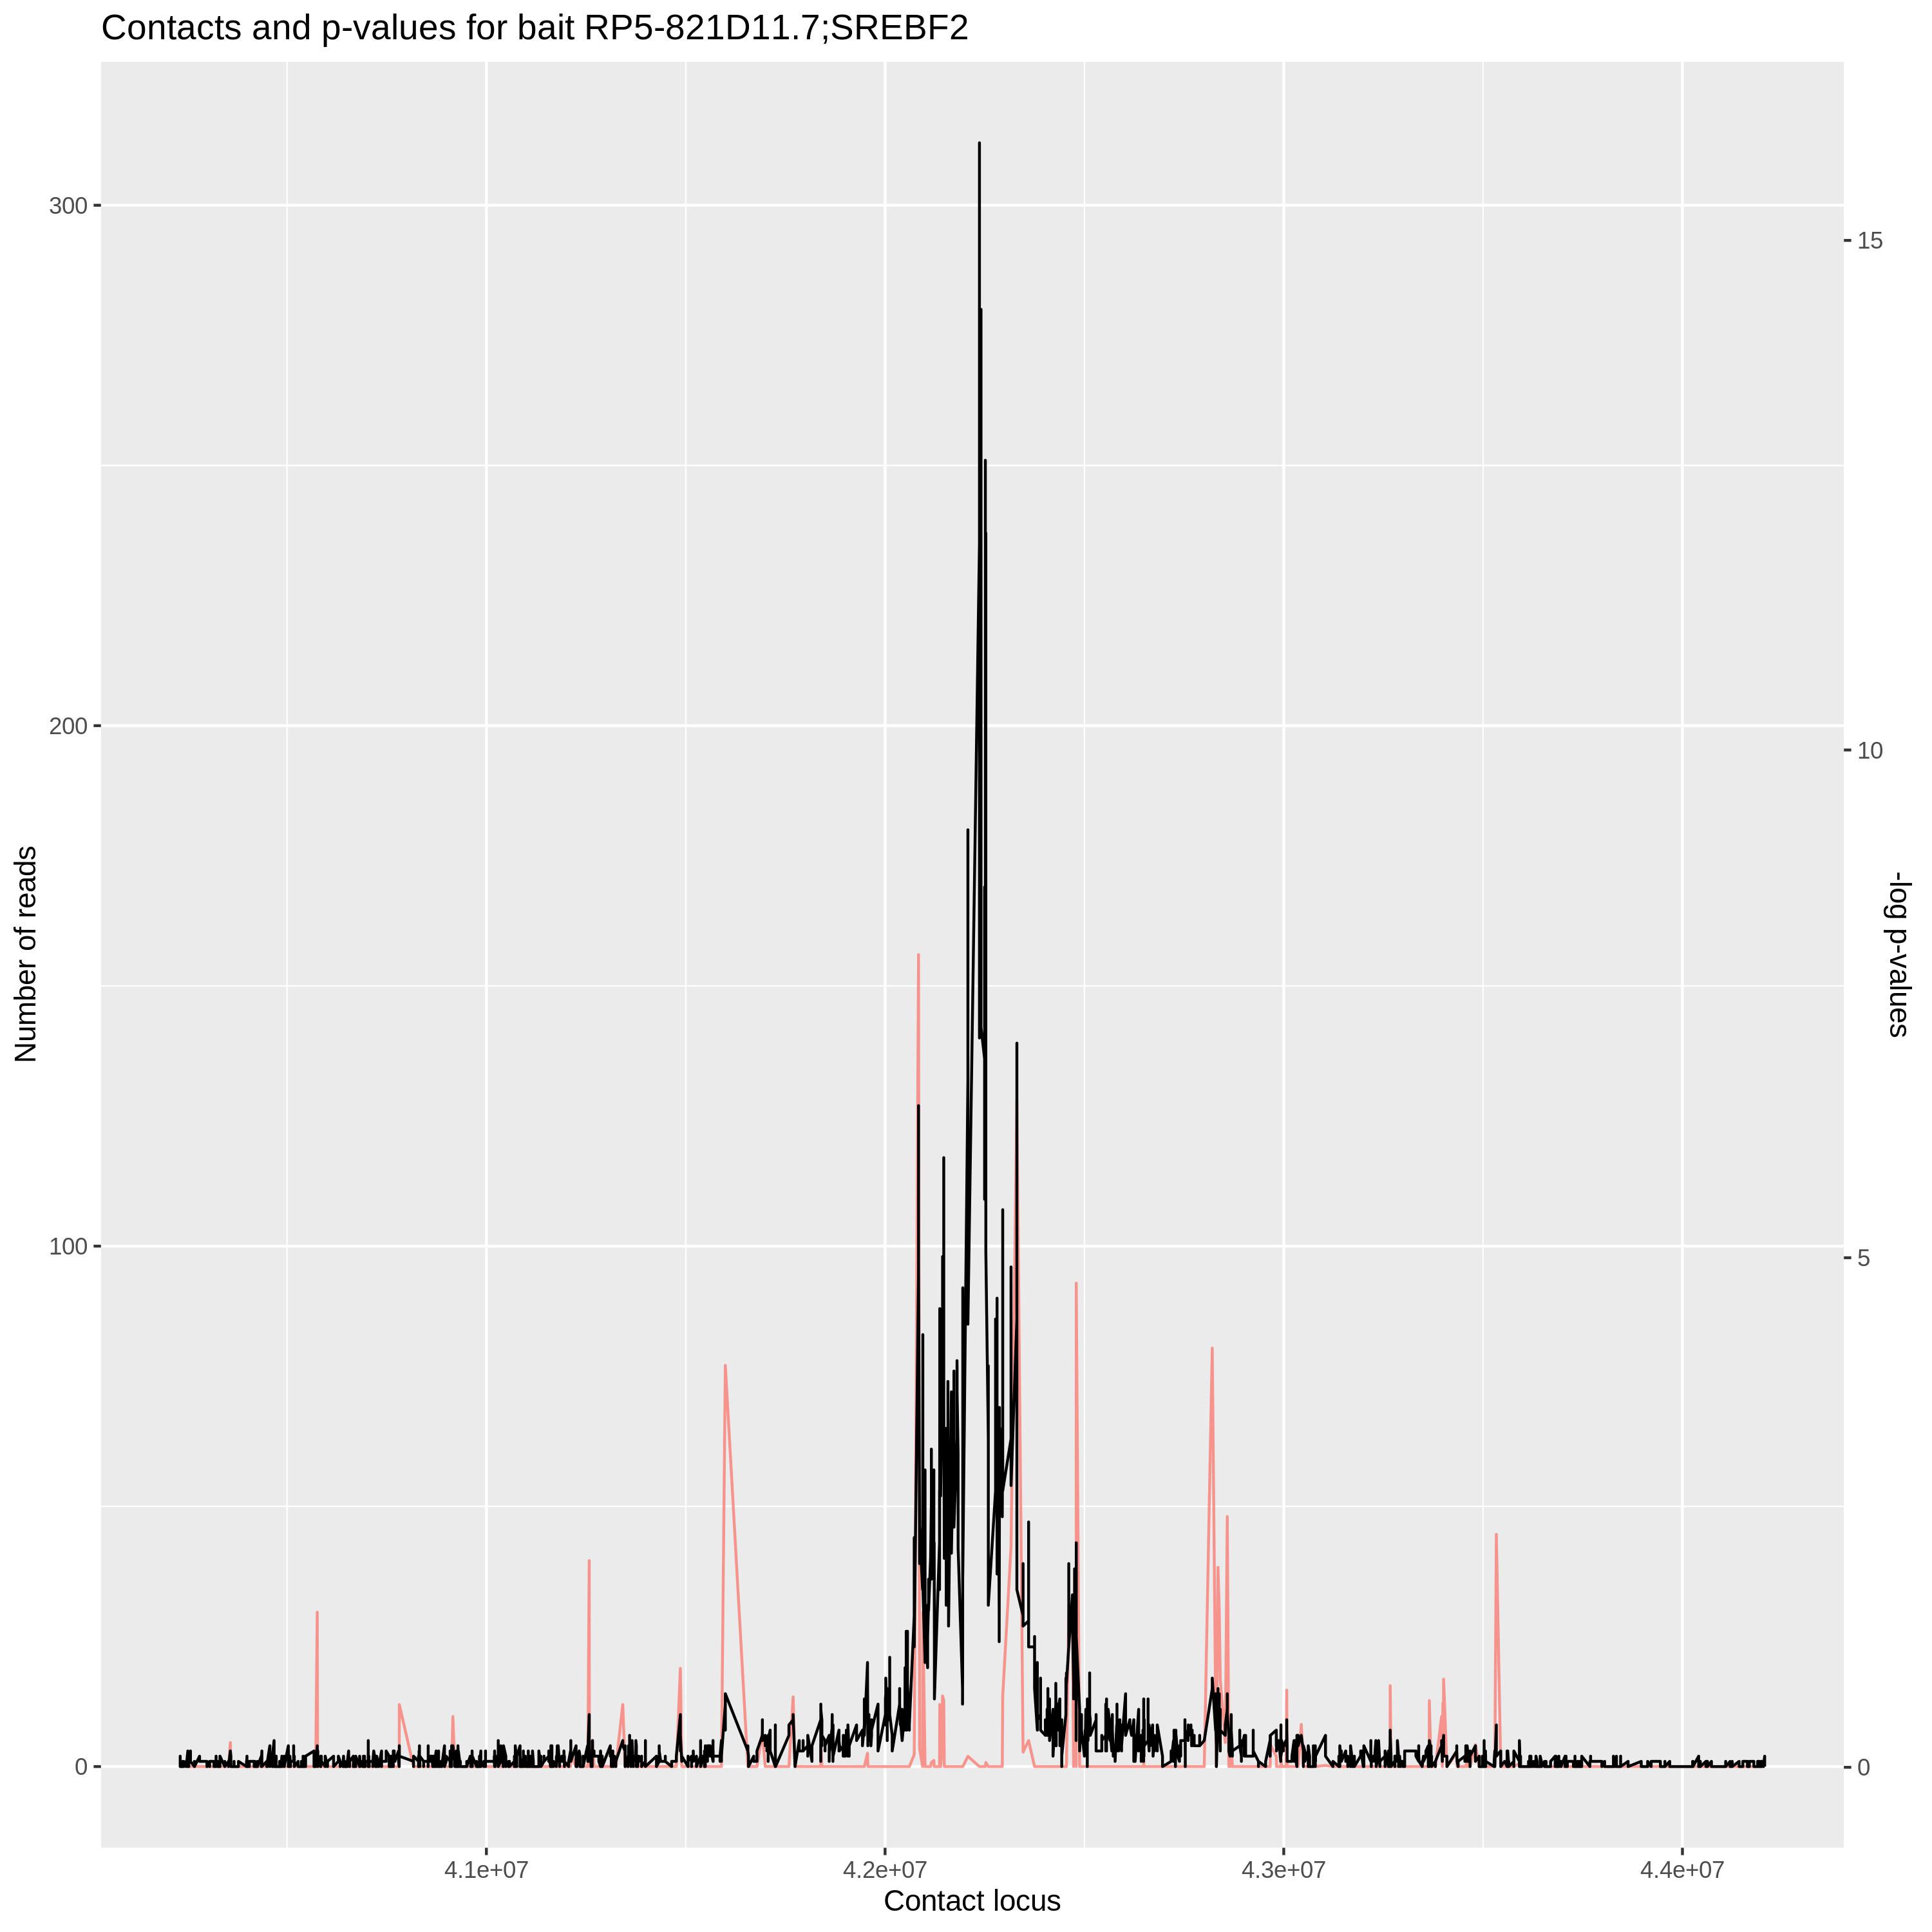 Contacts and p-values for bait RP5-821D11.7;SREBF2
300
200
100
0
Number of reads
15
10
5
0
-log p-values
4.1e+07
4.2e+07
4.3e+07
4.4e+07
Contact locus